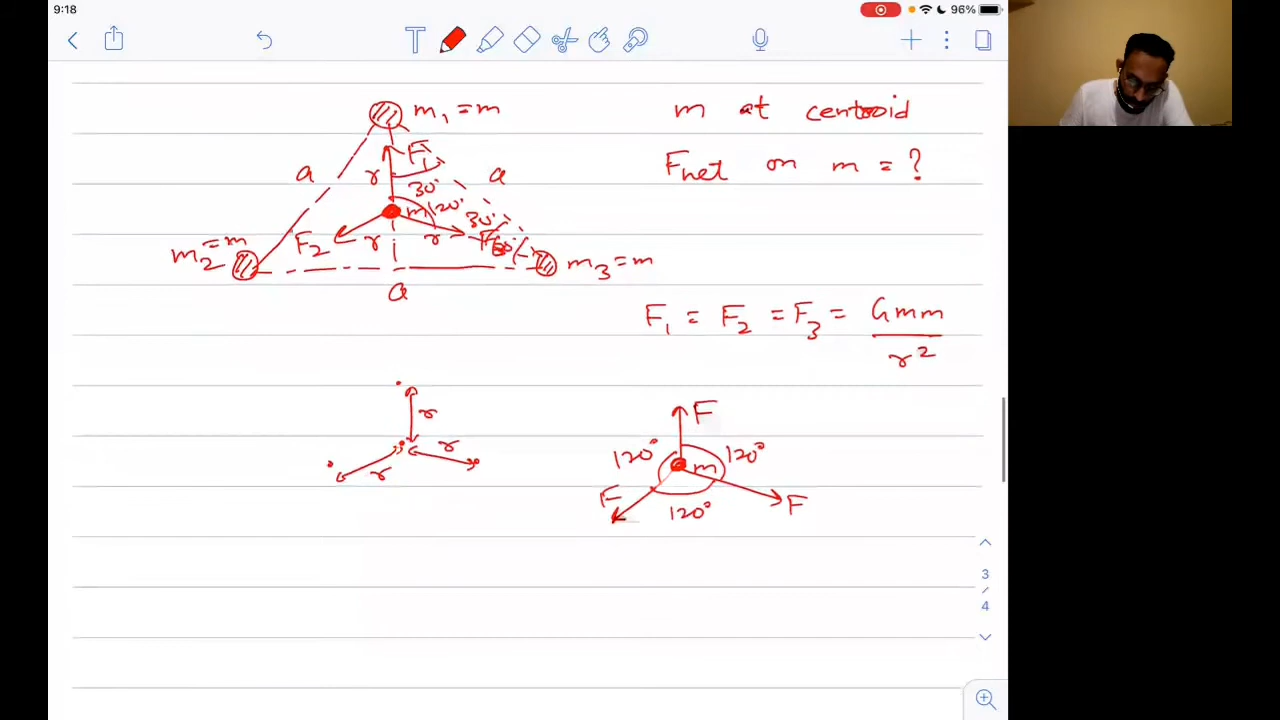 9:18
96%
T
m₁ = m
m at centroid
F₁
a
r
a
Fnet on m = ?
30°
m
120°
30°
m₂ = m
F₂
r
r
m₃ = m
a
F₁ = F₂ = F₃ = Gmm / r²
r
F
r
120°
120°
m
r
F
F
120°
3
/
4